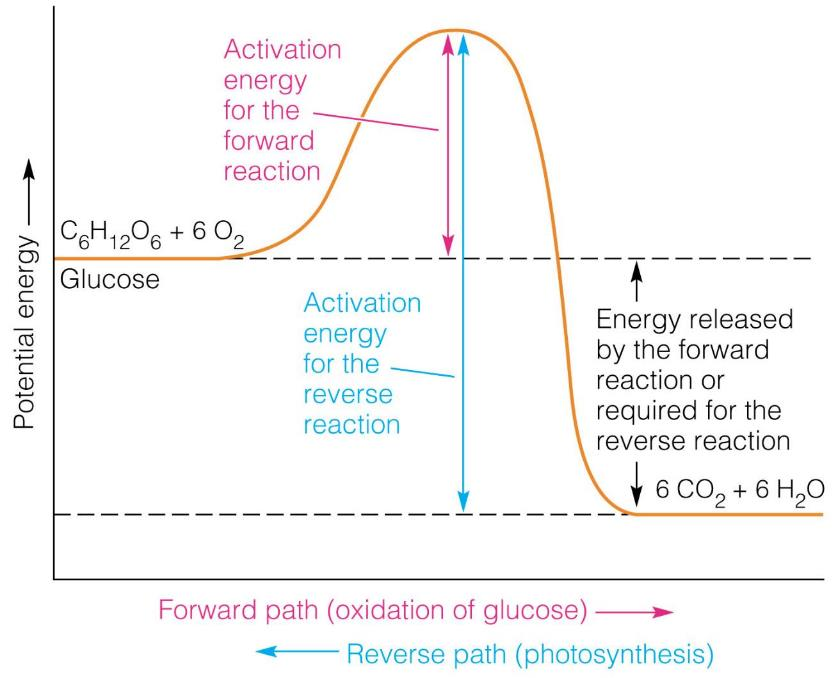 Activation
energy
for the
forward
reaction
C₆H₁₂O₆ + 6 O₂
Glucose
Potential energy
Activation
energy
for the
reverse
reaction
Energy released
by the forward
reaction or
required for the
reverse reaction
6 CO₂ + 6 H₂O
Forward path (oxidation of glucose)
Reverse path (photosynthesis)